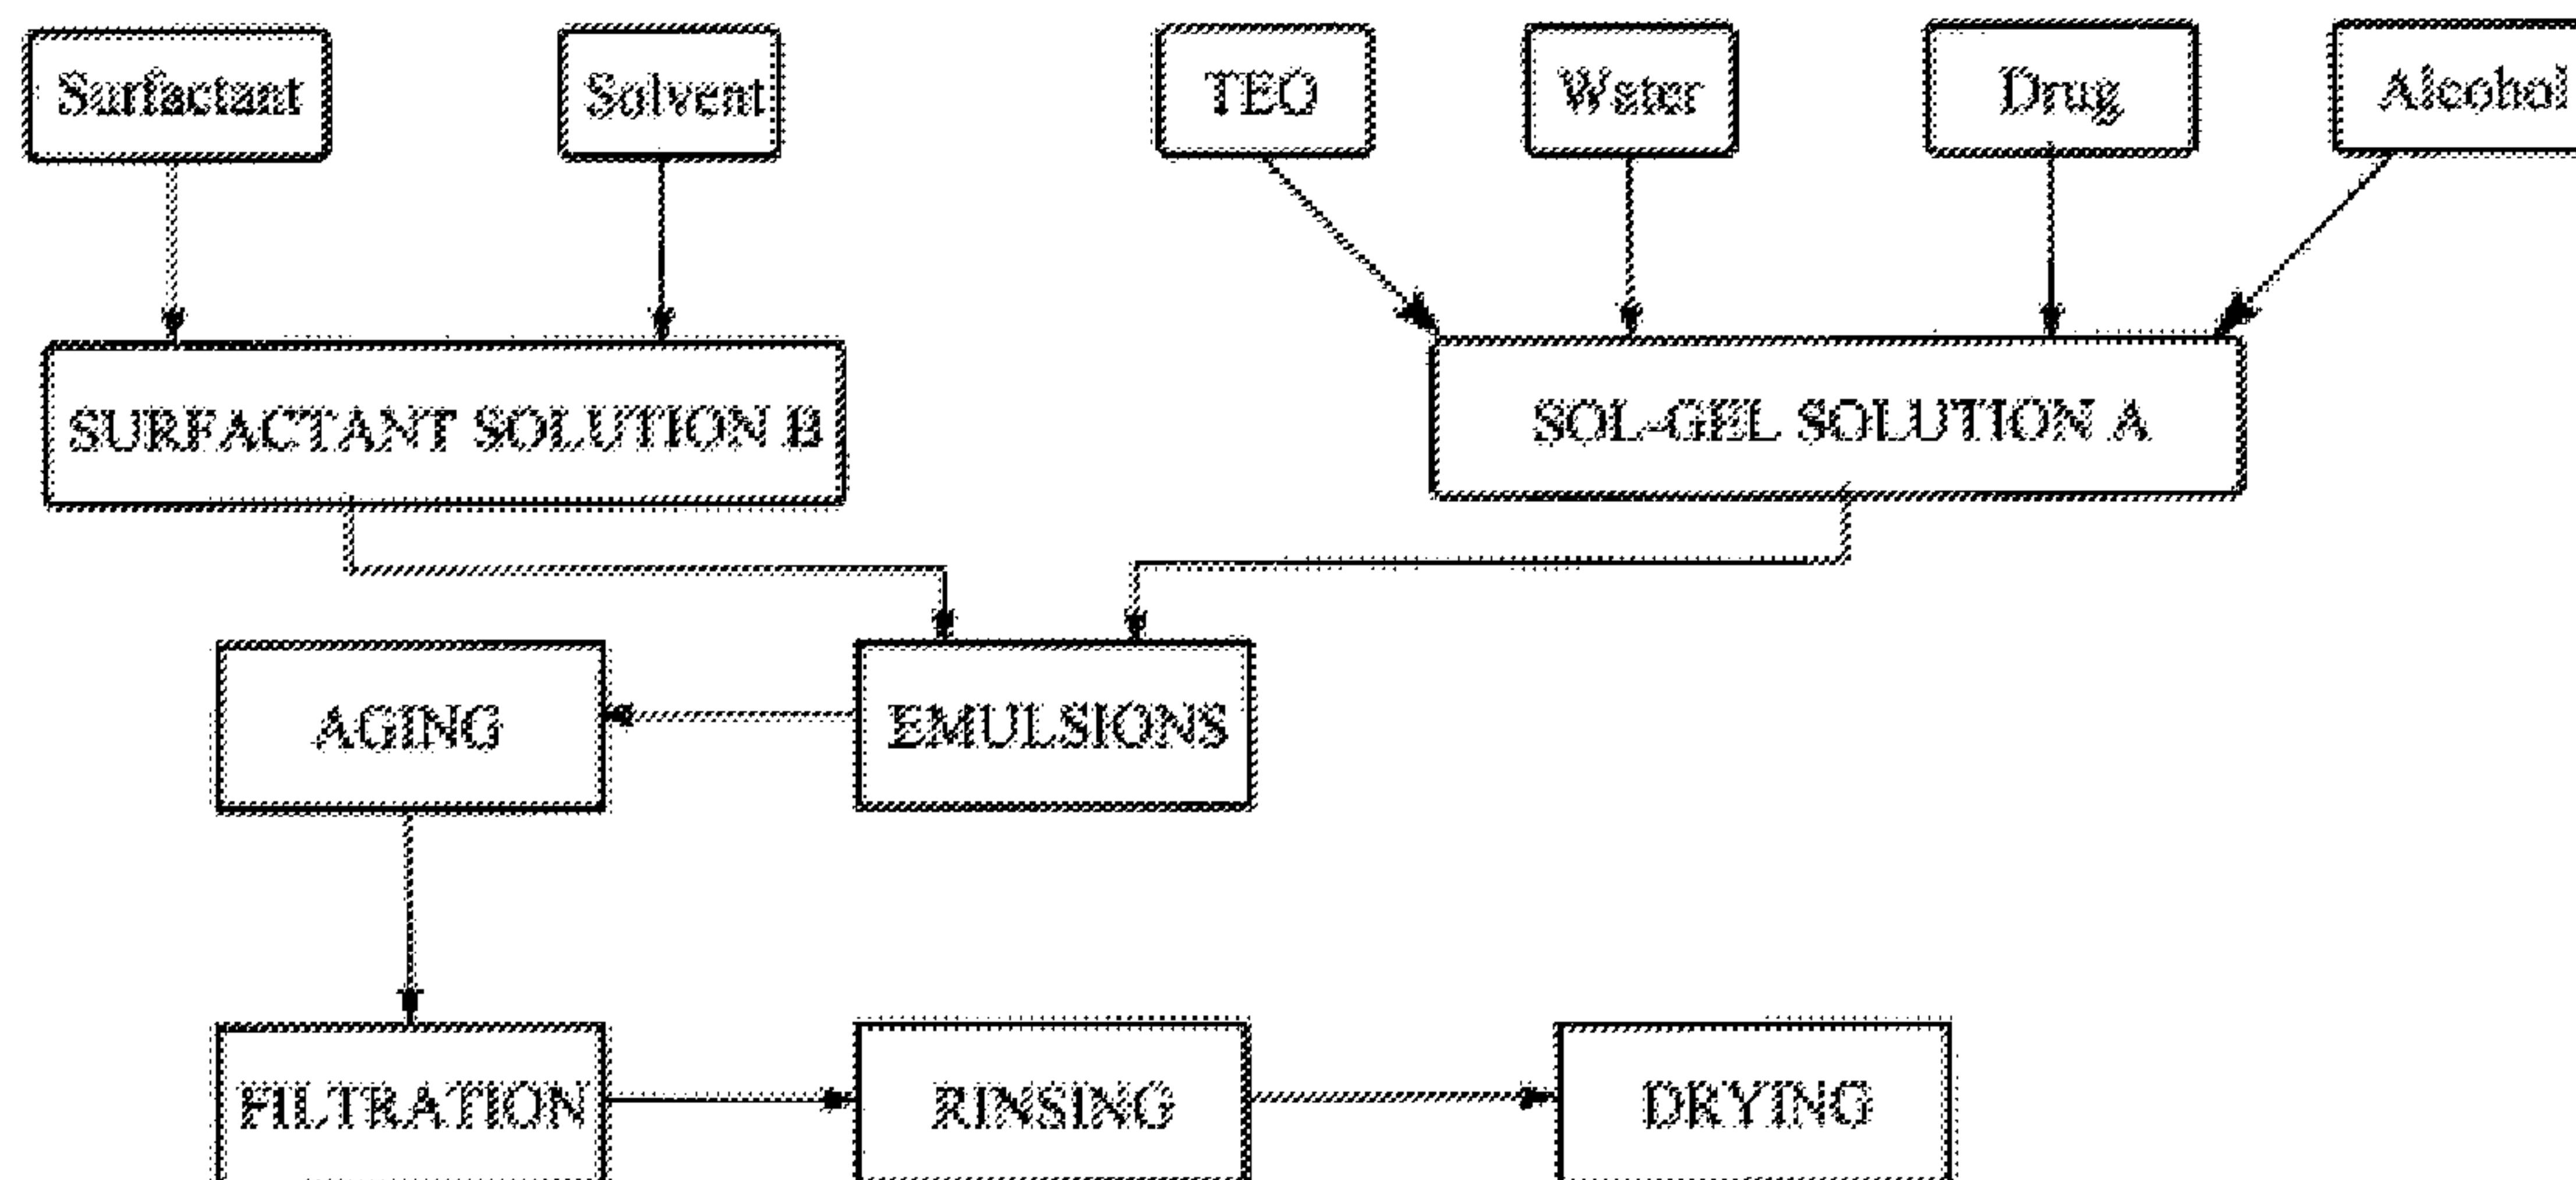 Surfactant
Solvent
TEO
Water
Drug
Alcohol
SURFACTANT SOLUTION B
SOL-GEL SOLUTION A
AGING
EMULSIONS
FILTRATION
RINSING
DRYING